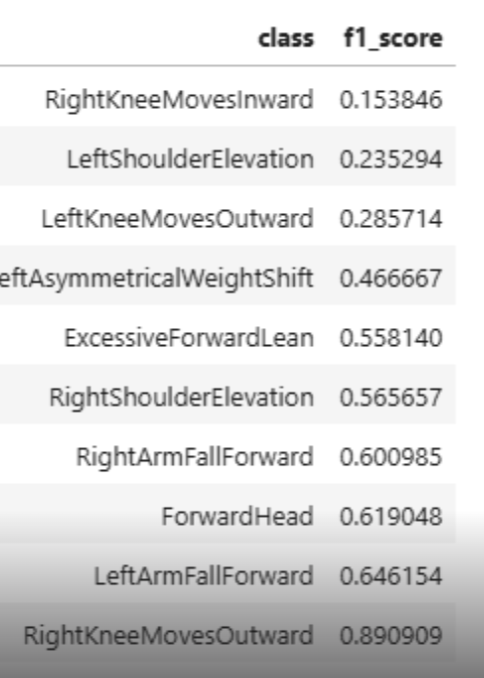 class f1_score
RightKneeMovesInward 0.153846
LeftShoulderElevation 0.235294
LeftKneeMovesOutward 0.285714
eftAsymmetricalWeightShift 0.466667
ExcessiveForwardLean 0.558140
RightShoulderElevation 0.565657
RightArmFallForward 0.600985
ForwardHead 0.619048
LeftArmFallForward 0.646154
RightKneeMovesOutward 0.890909